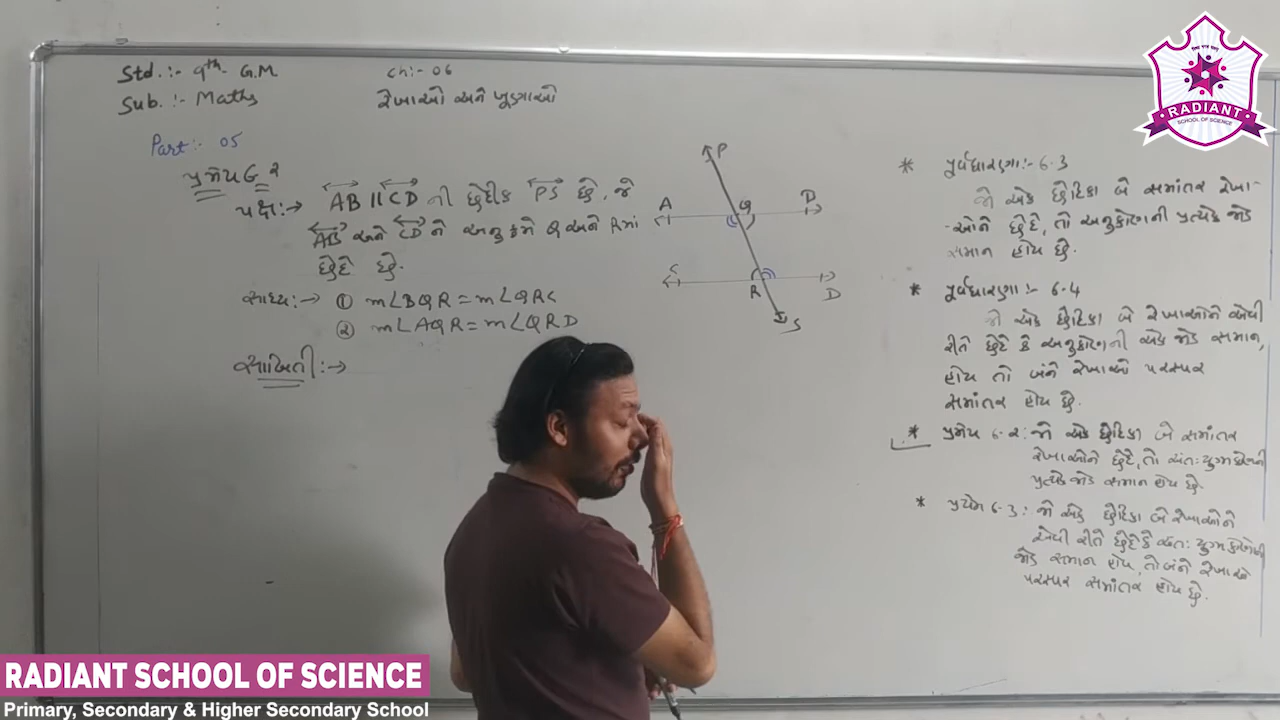 Std.:- 9th- G.M.
Ch:- 06
Sub.:- Maths
રેખાઓ અને ખૂણાઓ
Part:- 05
પ્રમેય 6.2
પક્ષ:→ AB || CD ની છેદીકા PS છે, જે
AB અને CD ને અનુક્રમે Q અને R માં
છેદે છે.
સાધ્ય:→ ① m∠BQR = m∠QRC
② m∠AQR = m∠QRD
સાબિતી:→
P
A
Q
D
C
R
D
S
* પૂર્વધારણા:- 6.3
જો એક છેદિકા બે સમાંતર રેખા-
-ઓને છેદે, તો અનુકોણની પ્રત્યેક જોડ
સમાન હોય છે.
* પૂર્વધારણા:- 6.4
જો એક છેદિકા બે રેખાઓને એવી
રીતે છેદે કે અનુકોણની એક જોડ સમાન,
હોય તો બંને રેખાઓ પરસ્પર
સમાંતર હોય છે.
* પ્રમેય 6.2: જો એક છેદિકા બે સમાંતર
રેખાઓને છેદે, તો અંત:યુગ્મકોણની
પ્રત્યેક જોડ સમાન હોય છે.
* પ્રમેય 6.3: જો એક છેદિકા બે રેખાઓને
એવી રીતે છેદે કે અંત:યુગ્મકોણની
જોડ સમાન હોય, તો બંને રેખાઓ
પરસ્પર સમાંતર હોય છે.
RADIANT
SCHOOL OF SCIENCE
RADIANT SCHOOL OF SCIENCE
Primary, Secondary & Higher Secondary School